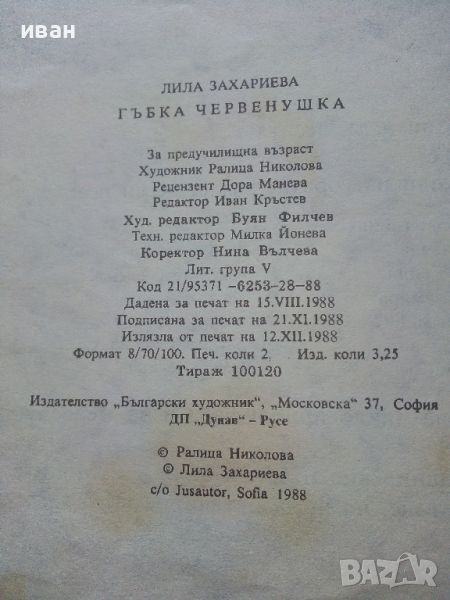 иван
ЛИЛА ЗАХАРИЕВА
ГЪБКА ЧЕРВЕНУШКА
За предучилищна възраст
Художник Ралица Николова
Рецензент Дора Манева
Редактор Иван Кръстев
Худ. редактор Буян Филчев
Техн. редактор Милка Йонева
Коректор Нина Вълчева
Лит. група V
Код 21/95371 -6253-28-88
Дадена за печат на 15.VIII.1988
Подписана за печат на 21.XI.1988
Излязла от печат на 12.XII.1988
Формат 8/70/100. Печ. коли 2. Изд. коли 3,25
Тираж 100120
Издателство „Български художник", „Московска" 37, София
ДП „Дунав" – Русе
© Ралица Николова
© Лила Захариева
c/o Jusautor, Sofia 1988
BAZAR